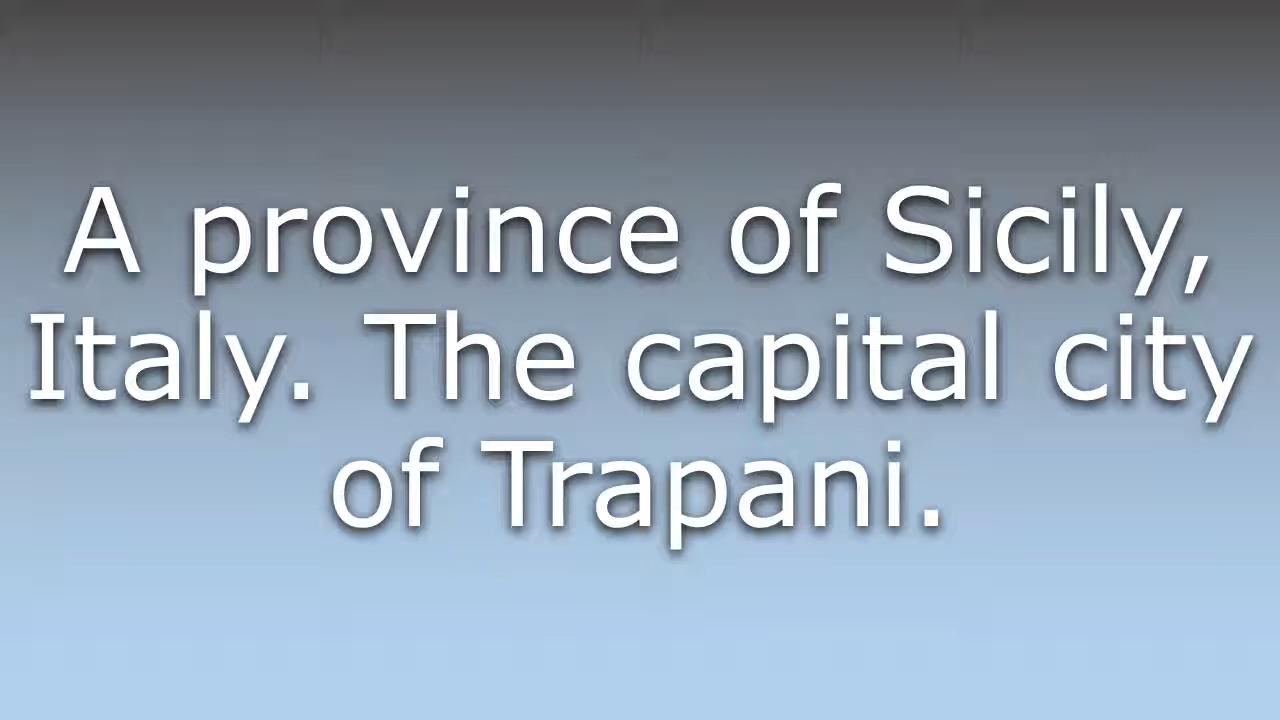 A province of Sicily,
Italy. The capital city
of Trapani.